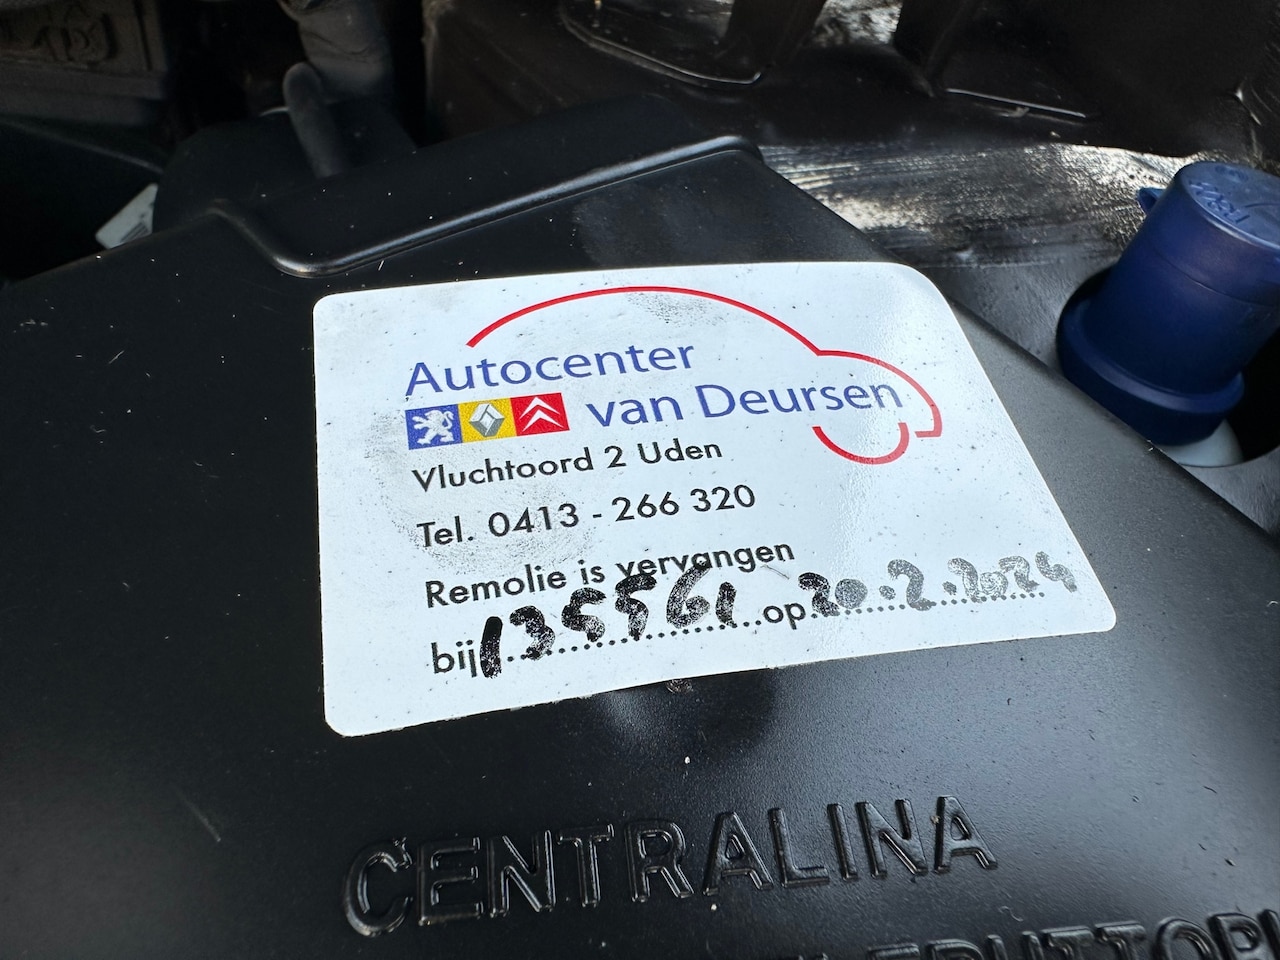 Autocenter
van Deursen
Vluchtoord 2 Uden
Tel. 0413 - 266 320
Remolie is vervangen
bij 135561 op 20.2.2024
CENTRALINA